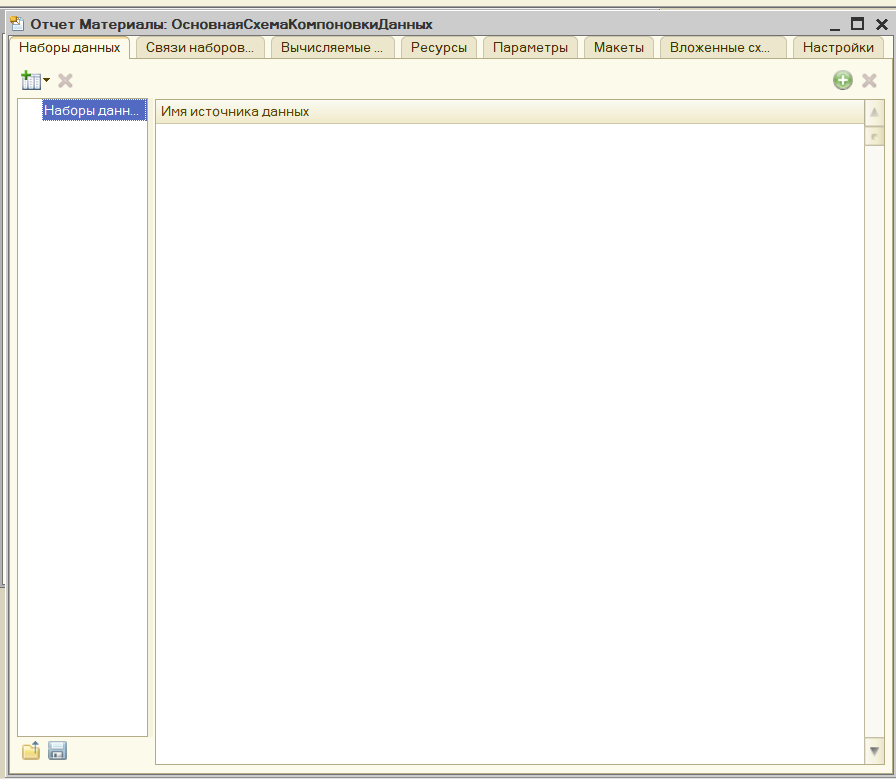 Отчет Материалы: ОсновнаяСхемаКомпоновкиДанных
Наборы данных Связи наборов... Вычисляемые ... Ресурсы Параметры Макеты Вложенные сх... Настройки
Наборы данн... Имя источника данных